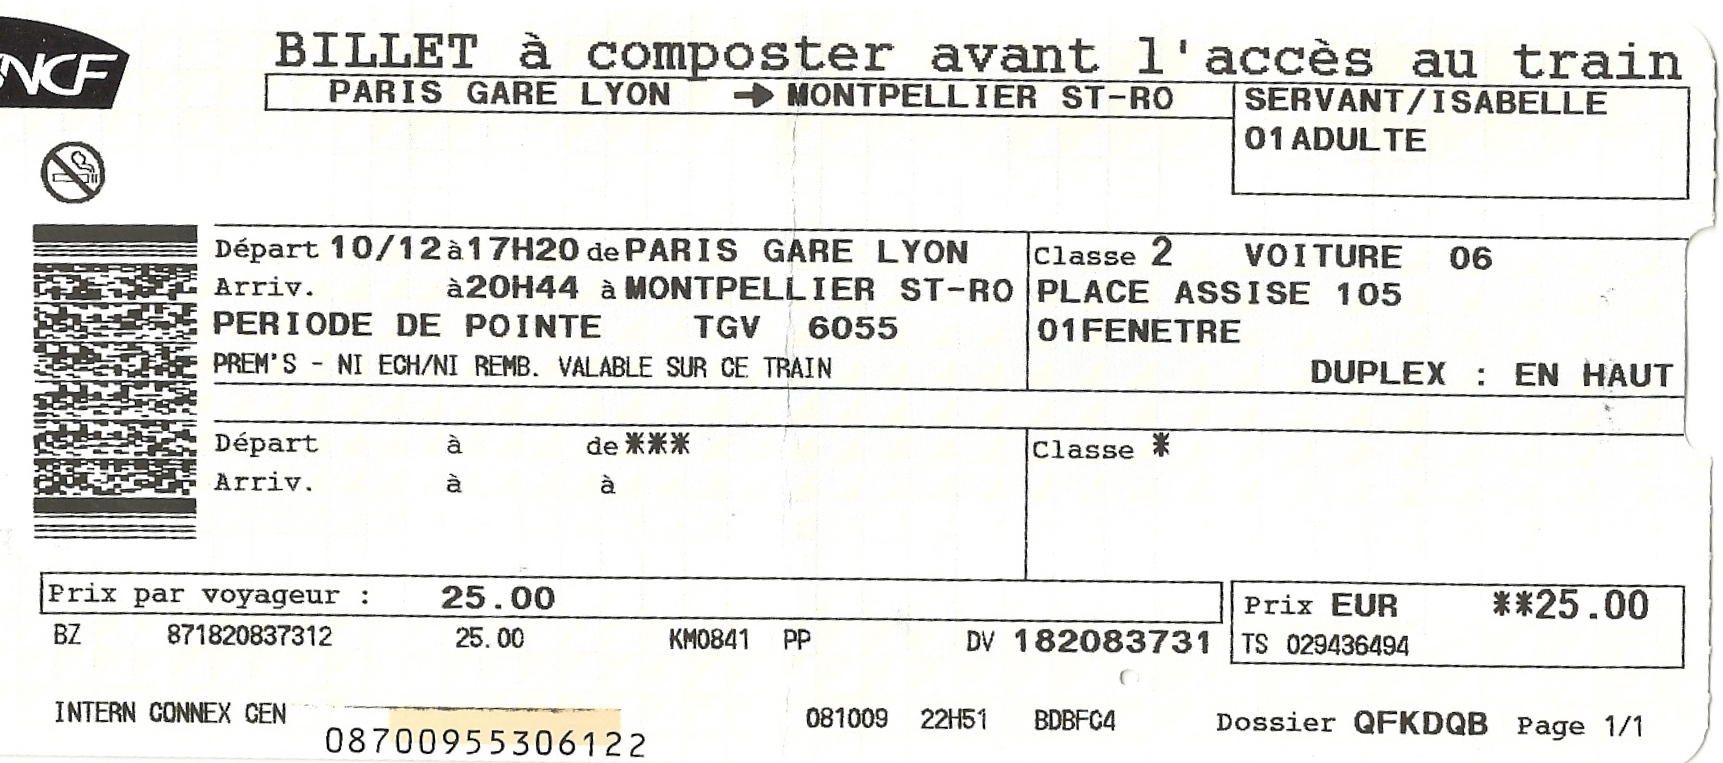 NCF
BILLET à composter avant l'accès au train
PARIS GARE LYON → MONTPELLIER ST-RO
SERVANT/ISABELLE
01ADULTE
Départ 10/12 à 17H20 de PARIS GARE LYON
Arriv. à 20H44 à MONTPELLIER ST-RO
PERIODE DE POINTE TGV 6055
PREM'S - NI ECH/NI REMB. VALABLE SUR CE TRAIN
Classe 2 VOITURE 06
PLACE ASSISE 105
01FENETRE
DUPLEX : EN HAUT
Départ à de ***
Arriv. à à
Classe *
Prix par voyageur : 25.00
Prix EUR **25.00
BZ 871820837312 25.00 KM0841 PP DV 182083731
TS 029436494
INTERN CONNEX CEN
08700955306122
081009 22H51 BDBFC4 Dossier QFKDQB Page 1/1